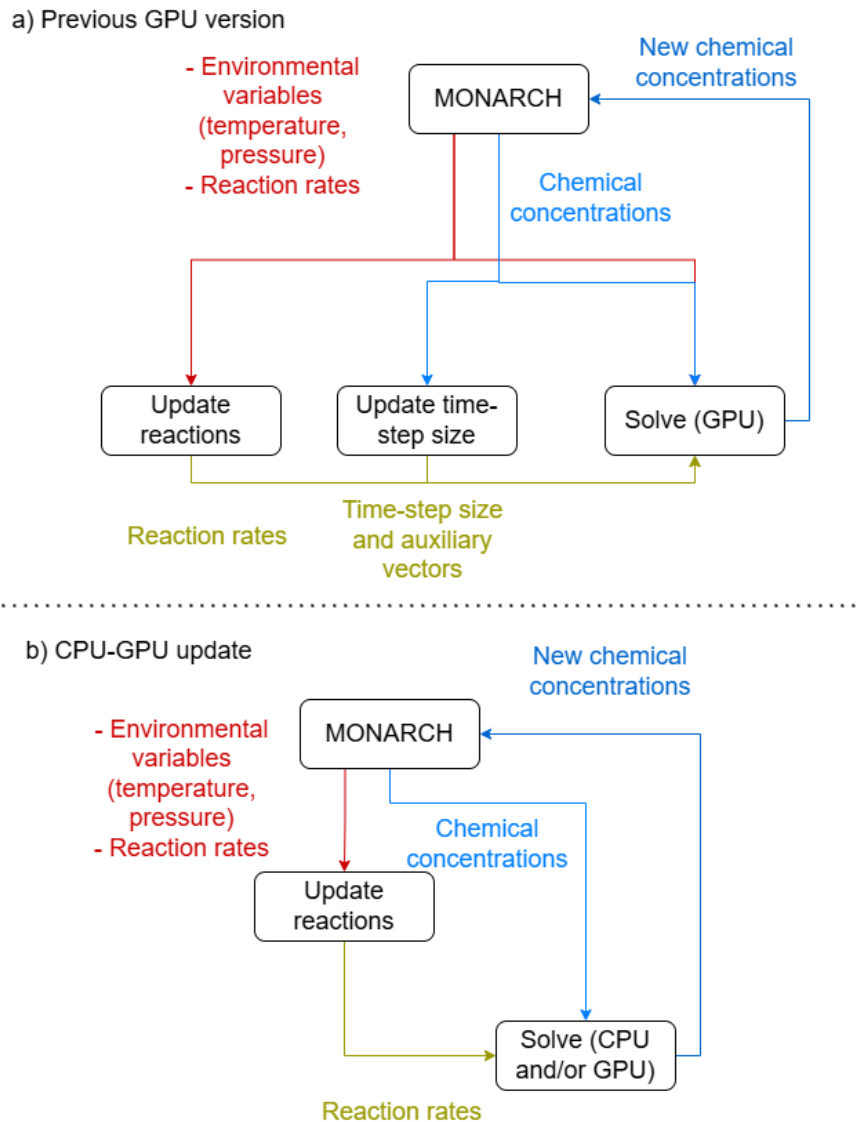 a) Previous GPU version
- Environmental
variables
(temperature,
pressure)
- Reaction rates
MONARCH
New chemical
concentrations
Chemical
concentrations
Update
reactions
Update time-
step size
Solve (GPU)
Reaction rates
Time-step size
and auxiliary
vectors
b) CPU-GPU update
- Environmental
variables
(temperature,
pressure)
- Reaction rates
MONARCH
New chemical
concentrations
Chemical
concentrations
Update
reactions
Solve (CPU
and/or GPU)
Reaction rates